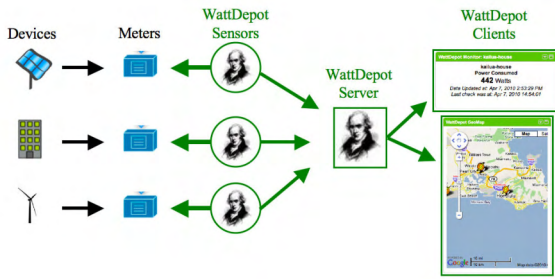 Devices
Meters
WattDepot
Sensors
WattDepot
Server
WattDepot
Clients
WattDepot Monitor: kailua-house
kailua-house
Power Consumed
442 Watts
Date Updated at: Apr 7, 2010 2:53:29 PM
Last check was at: Apr 7, 2010 14:54:01
WattDepot GeoMap
Map
Google